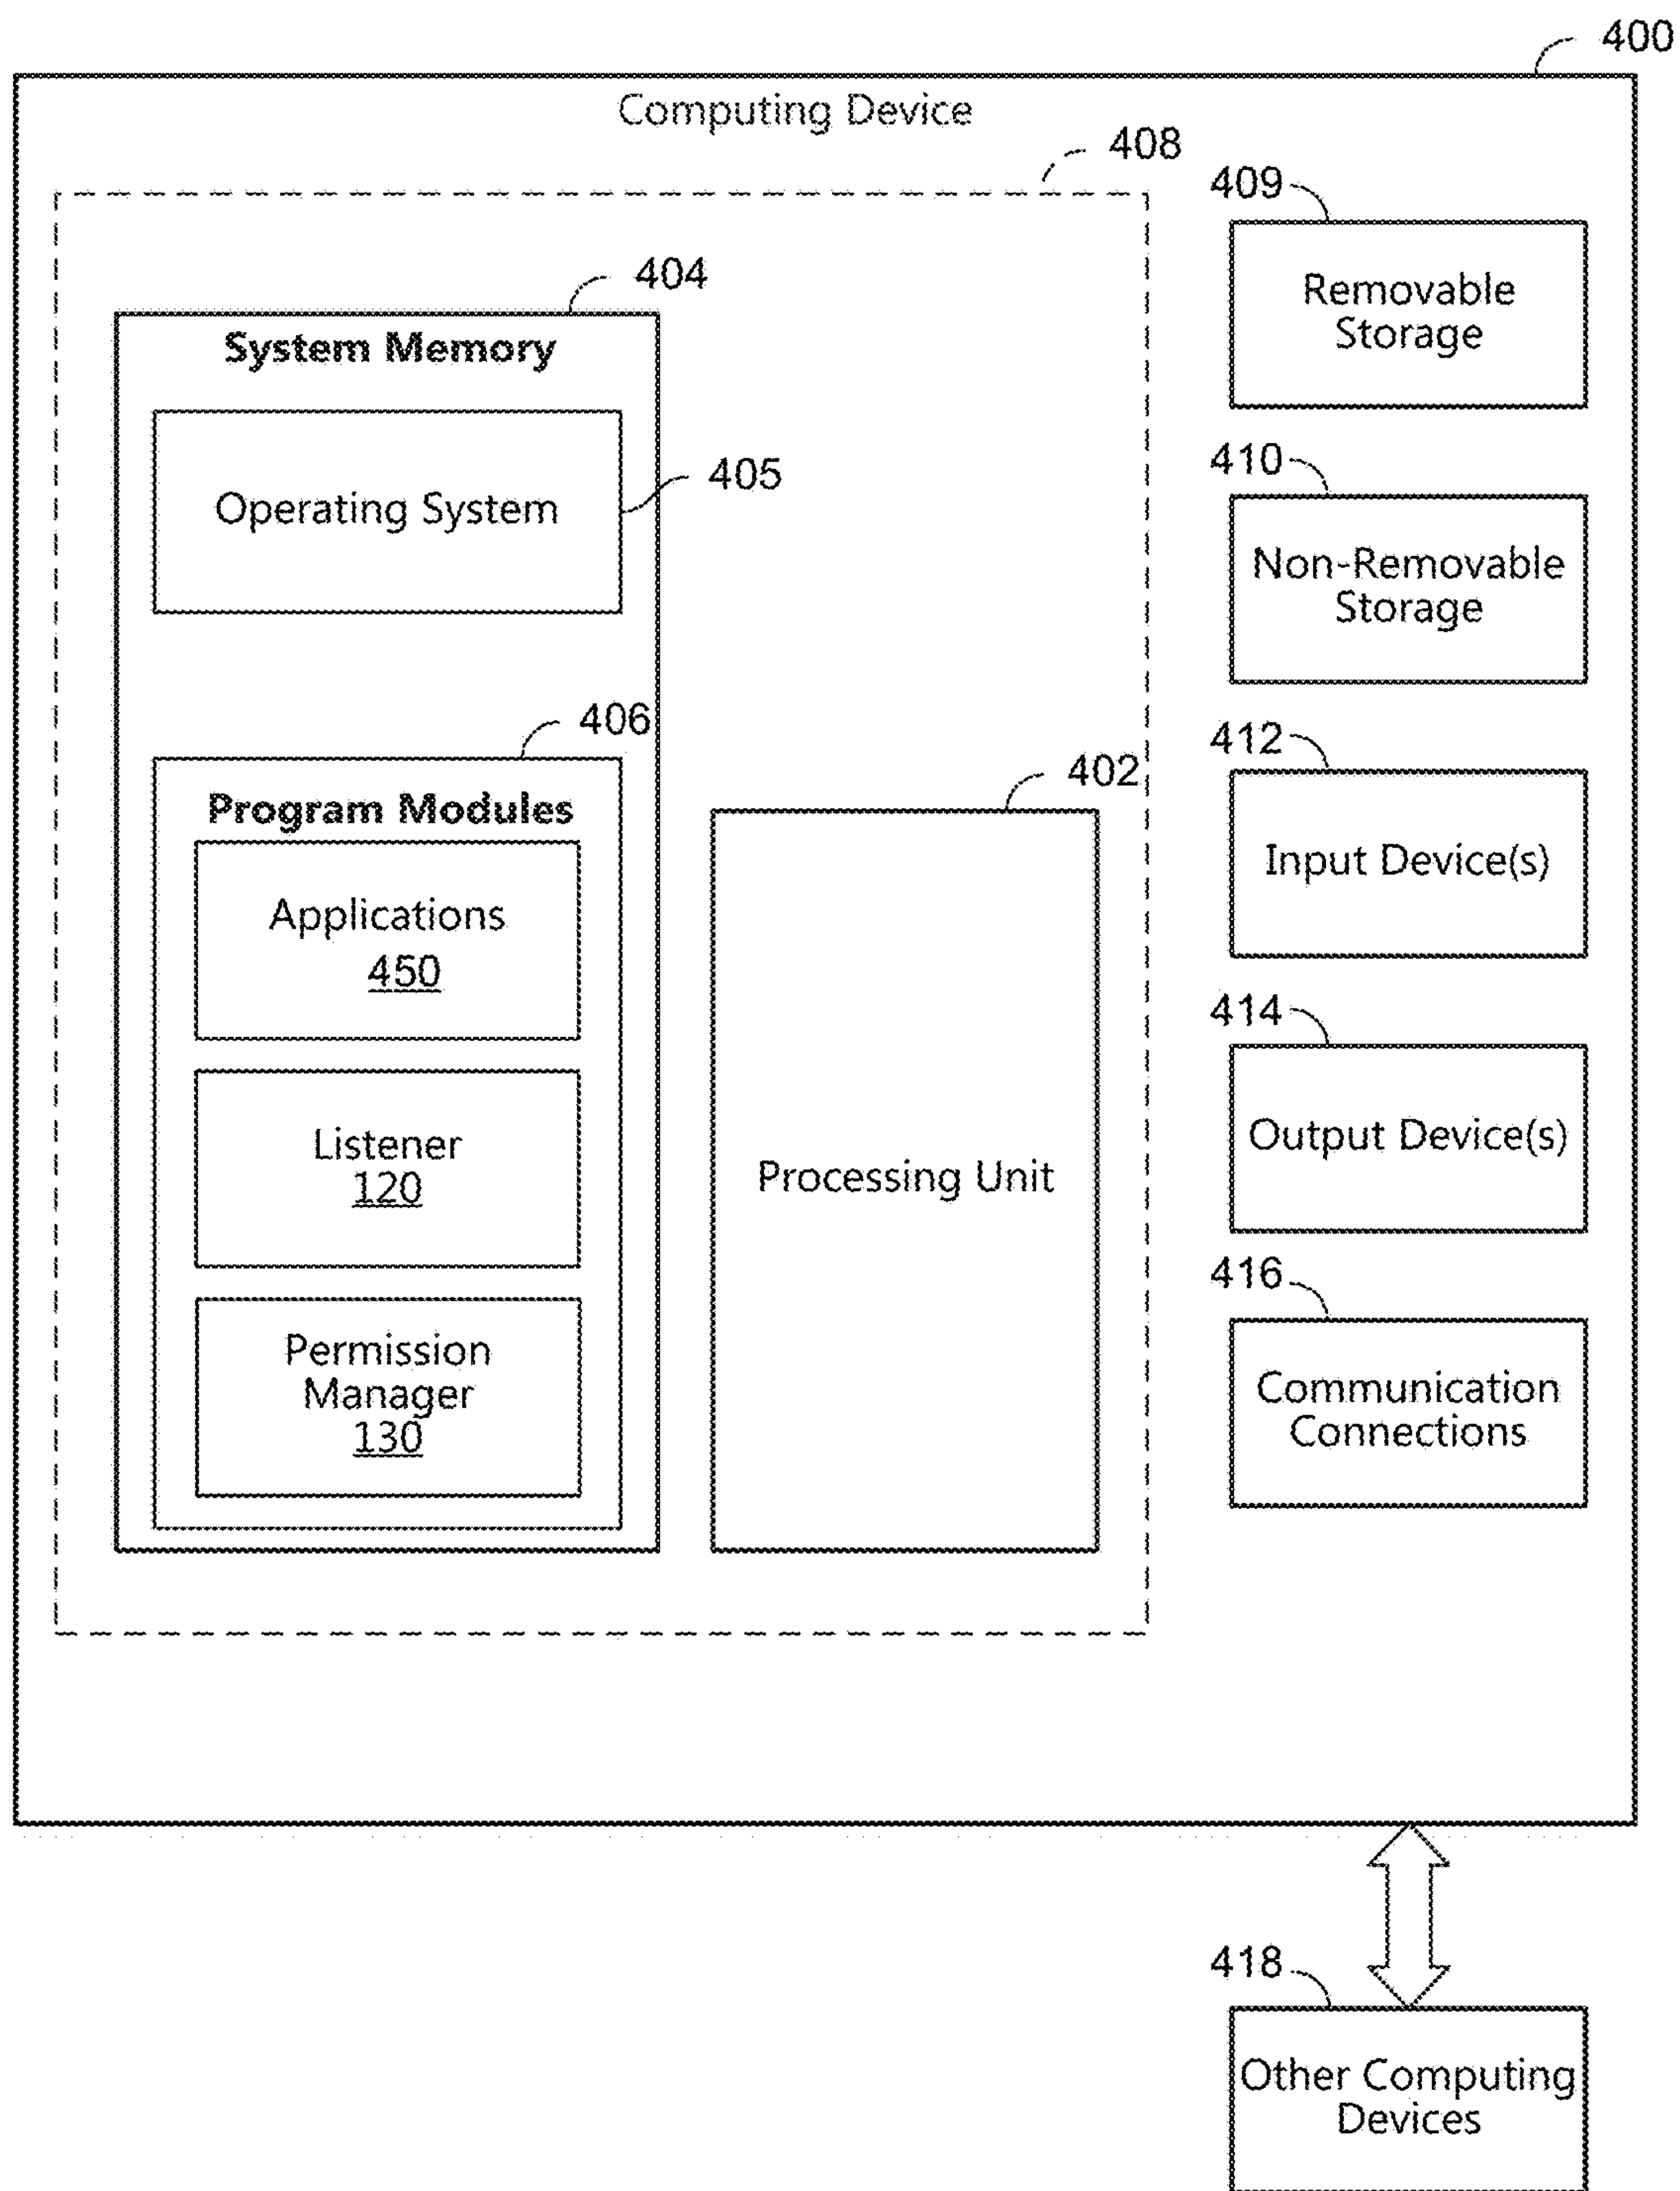 400
Computing Device
408
409
Removable
Storage
404
System Memory
Operating System
405
410
Non-Removable
Storage
406
Program Modules
Applications
450
Listener
120
Permission
Manager
130
402
Processing Unit
412
Input Device(s)
414
Output Device(s)
416
Communication
Connections
418
Other Computing
Devices